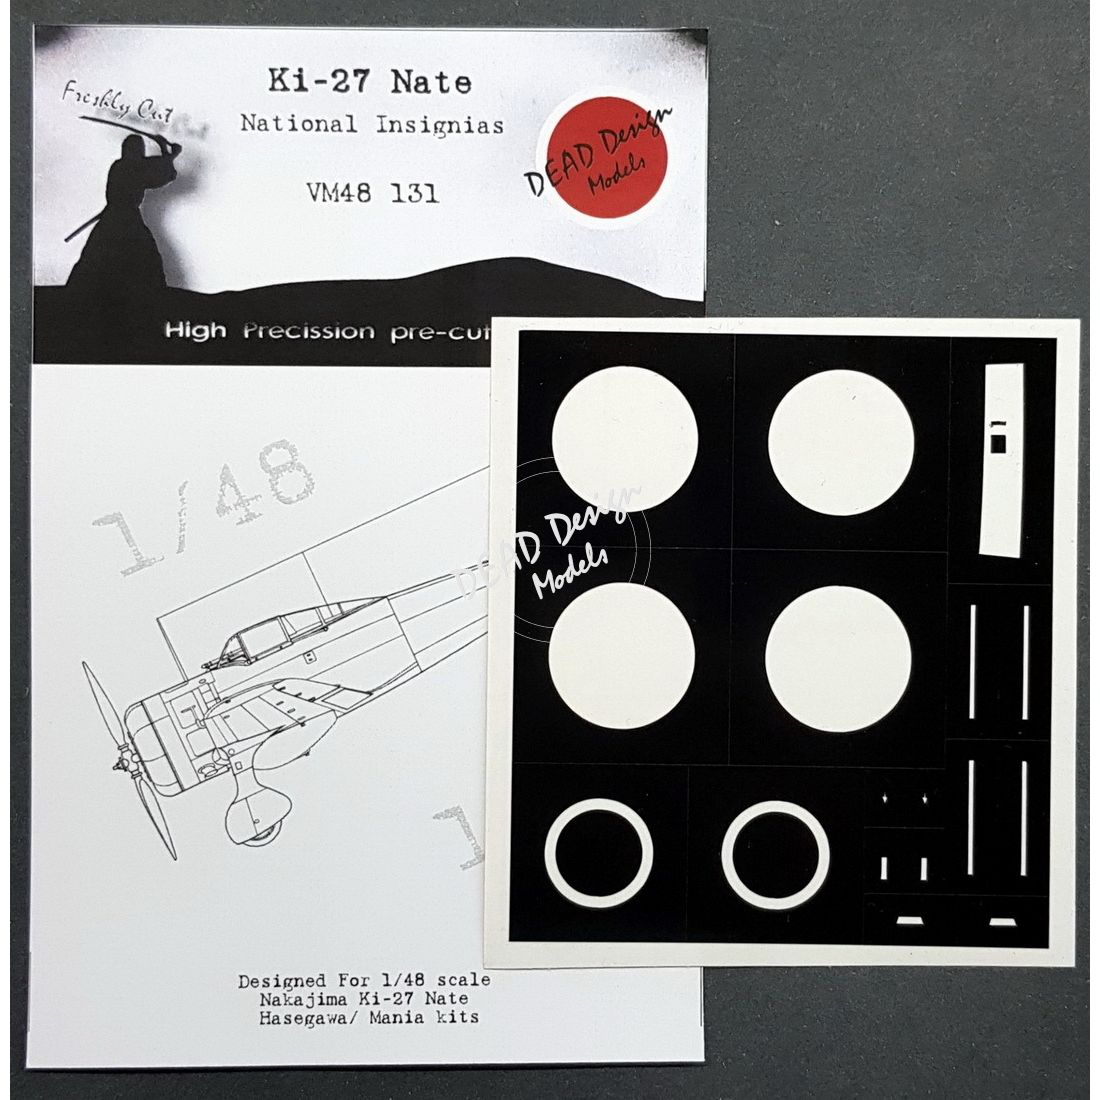 Ki-27 Nate
National Insignias
VM48 131
Freshly Cut
DEAD Design
Models
High Precission pre-cut
1/48
DEAD Design
Models
1
Designed For 1/48 scale
Nakajima Ki-27 Nate
Hasegawa/ Mania kits